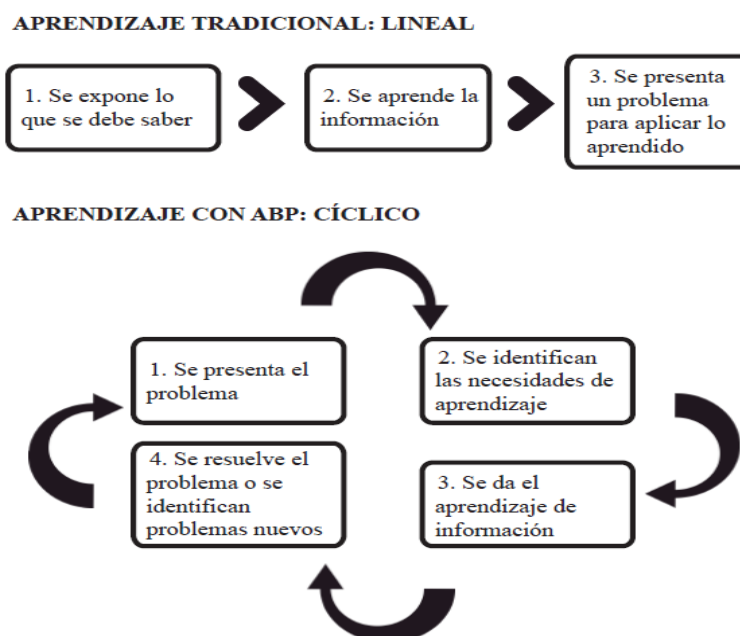 APRENDIZAJE TRADICIONAL: LINEAL
1. Se expone lo
que se debe saber
2. Se aprende la
información
3. Se presenta
un problema
para aplicar lo
aprendido
APRENDIZAJE CON ABP: CÍCLICO
1. Se presenta el
problema
2. Se identifican
las necesidades de
aprendizaje
3. Se da el
aprendizaje de
información
4. Se resuelve el
problema o se
identifican
problemas nuevos